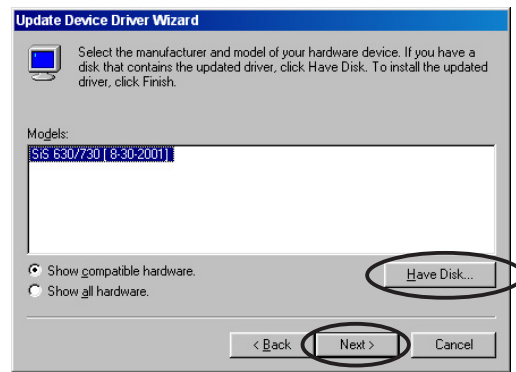 Update Device Driver Wizard
Select the manufacturer and model of your hardware device. If you have a
disk that contains the updated driver, click Have Disk. To install the updated
driver, click Finish.
Models:
SiS 630/730 [ 8-30-2001]
Show compatible hardware.
Show all hardware.
Have Disk...
< Back
Next >
Cancel